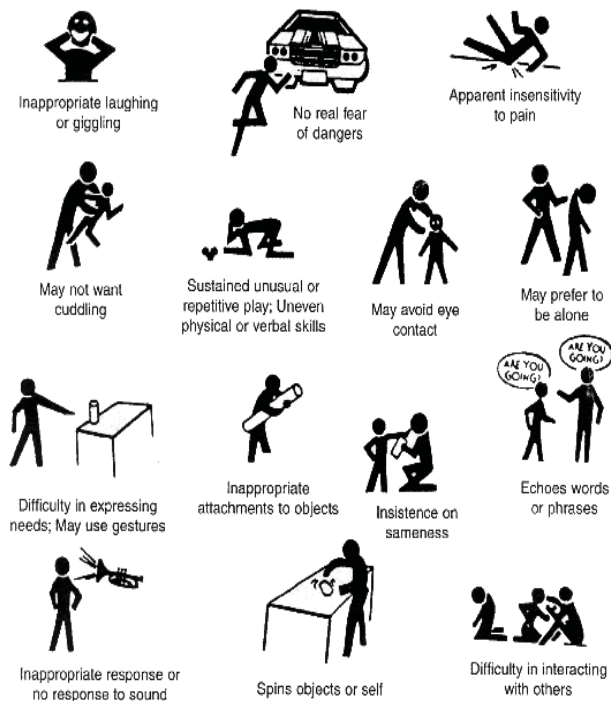 Inappropriate laughing
or giggling
No real fear
of dangers
Apparent insensitivity
to pain
May not want
cuddling
Sustained unusual or
repetitive play; Uneven
physical or verbal skills
May avoid eye
contact
May prefer to
be alone
Difficulty in expressing
needs; May use gestures
Inappropriate
attachments to objects
Insistence on
sameness
ARE YOU
GOING?
ARE YOU
GOING?
Echoes words
or phrases
Inappropriate response or
no response to sound
Spins objects or self
Difficulty in interacting
with others